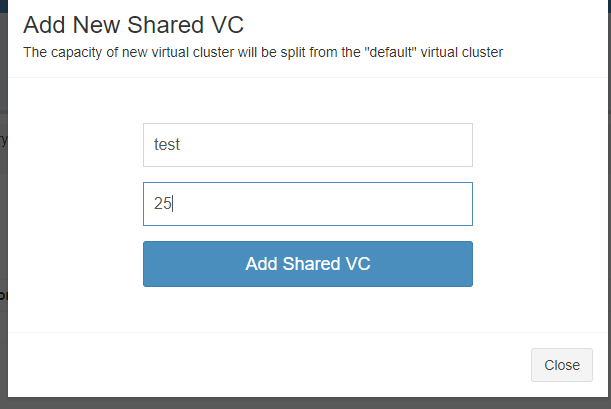 Add New Shared VC
The capacity of new virtual cluster will be split from the "default" virtual cluster
test
25
Add Shared VC
Close